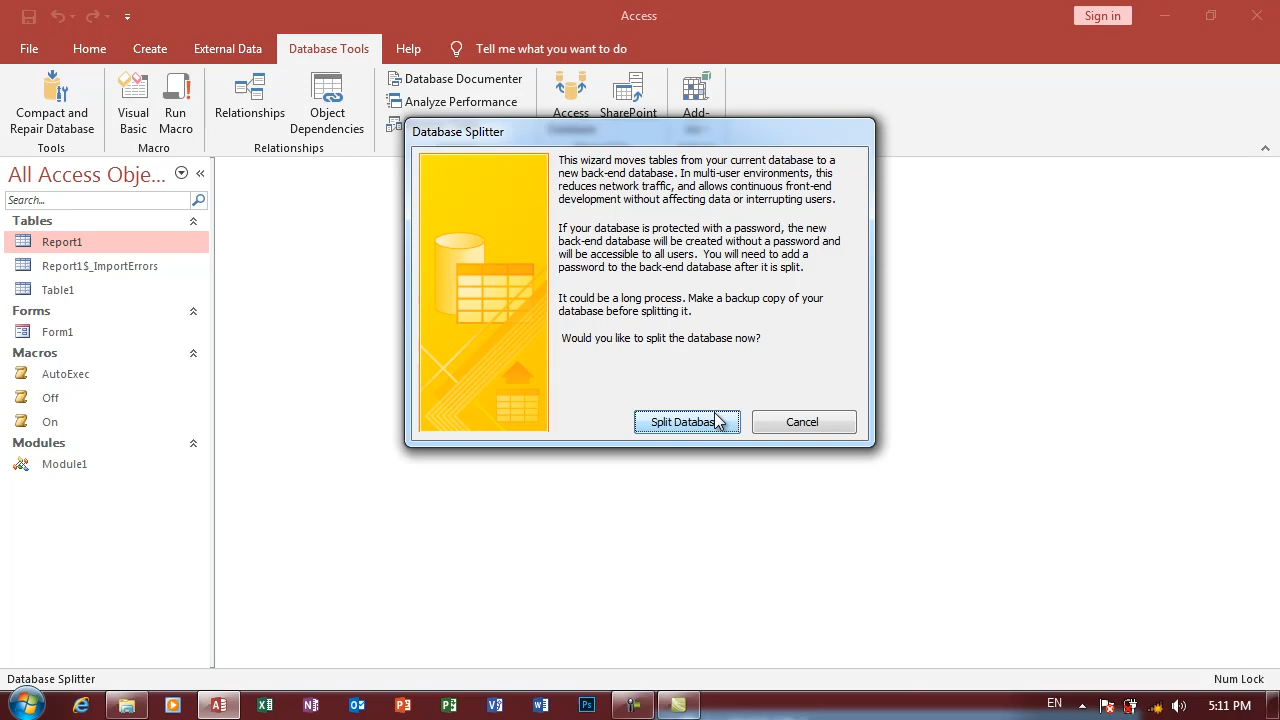 Access
Sign in
File Home Create External Data Database Tools Help Tell me what you want to do
Compact and
Repair Database
Visual
Basic
Run
Macro
Relationships
Object
Dependencies
Database Documenter
Analyze Performance
Access
SharePoint
Add-
Tools Macro Relationships
All Access Obje...
Search...
Tables
Report1
Report1$_ImportErrors
Table1
Forms
Form1
Macros
AutoExec
Off
On
Modules
Module1
Database Splitter
This wizard moves tables from your current database to a
new back-end database. In multi-user environments, this
reduces network traffic, and allows continuous front-end
development without affecting data or interrupting users.
If your database is protected with a password, the new
back-end database will be created without a password and
will be accessible to all users. You will need to add a
password to the back-end database after it is split.
It could be a long process. Make a backup copy of your
database before splitting it.
Would you like to split the database now?
Split Database Cancel
Database Splitter
Num Lock
EN
5:11 PM